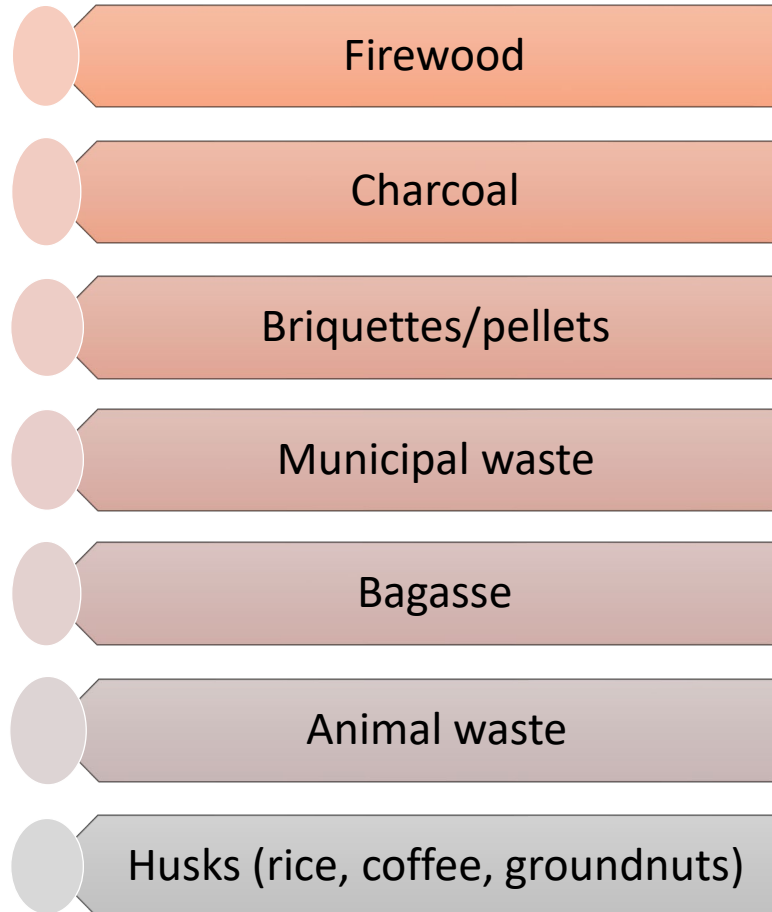 Firewood
Charcoal
Briquettes/pellets
Municipal waste
Bagasse
Animal waste
Husks (rice, coffee, groundnuts)